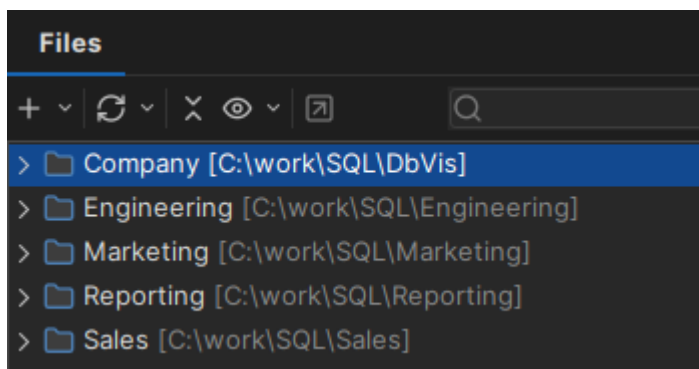 Files
Company [C:\work\SQL\DbVis]
Engineering [C:\work\SQL\Engineering]
Marketing [C:\work\SQL\Marketing]
Reporting [C:\work\SQL\Reporting]
Sales [C:\work\SQL\Sales]